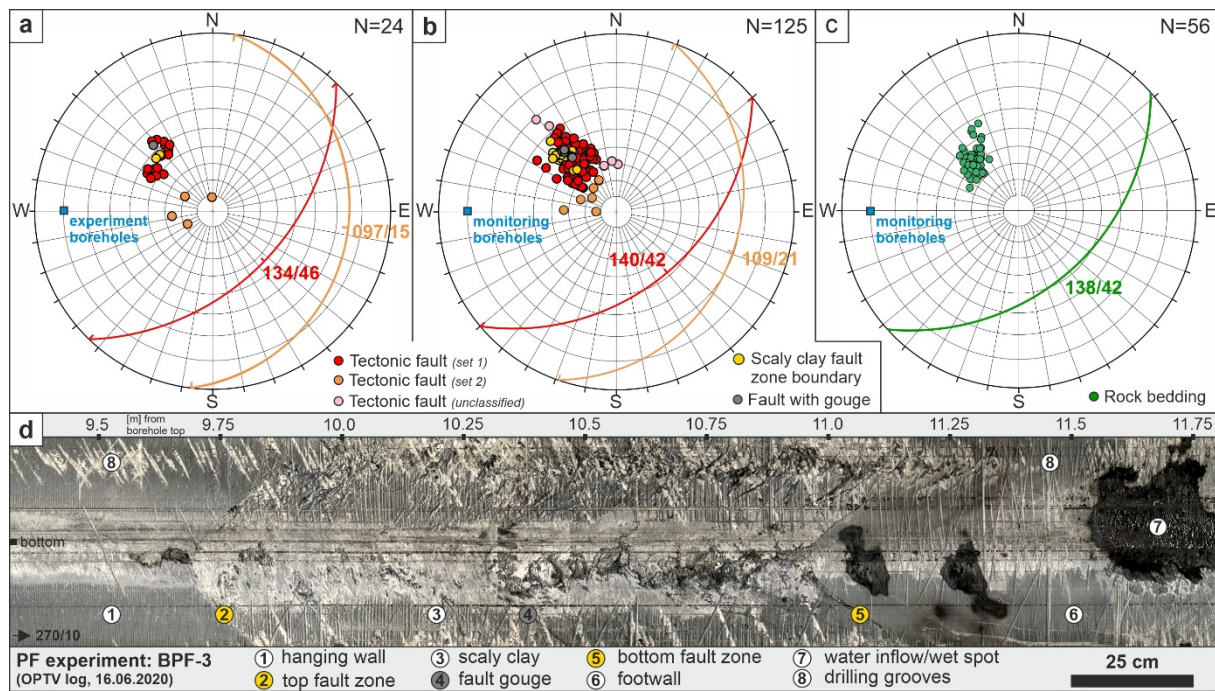 a
N
N=24
W
E
S
experiment
boreholes
097/15
134/46
b
N
N=125
W
E
S
monitoring
boreholes
140/42
109/21
c
N
N=56
W
E
S
monitoring
boreholes
138/42
Tectonic fault (set 1)
Tectonic fault (set 2)
Tectonic fault (unclassified)
Scaly clay fault
zone boundary
Fault with gouge
Rock bedding
d
9.5 [m] from borehole top 9.75 10.0 10.25 10.5 10.75 11.0 11.25 11.5 11.75
8 8
bottom
7
1 2 3 4 5 6
270/10
PF experiment: BPF-3
(OPTV log, 16.06.2020)
1 hanging wall
2 top fault zone
3 scaly clay
4 fault gouge
5 bottom fault zone
6 footwall
7 water inflow/wet spot
8 drilling grooves
25 cm